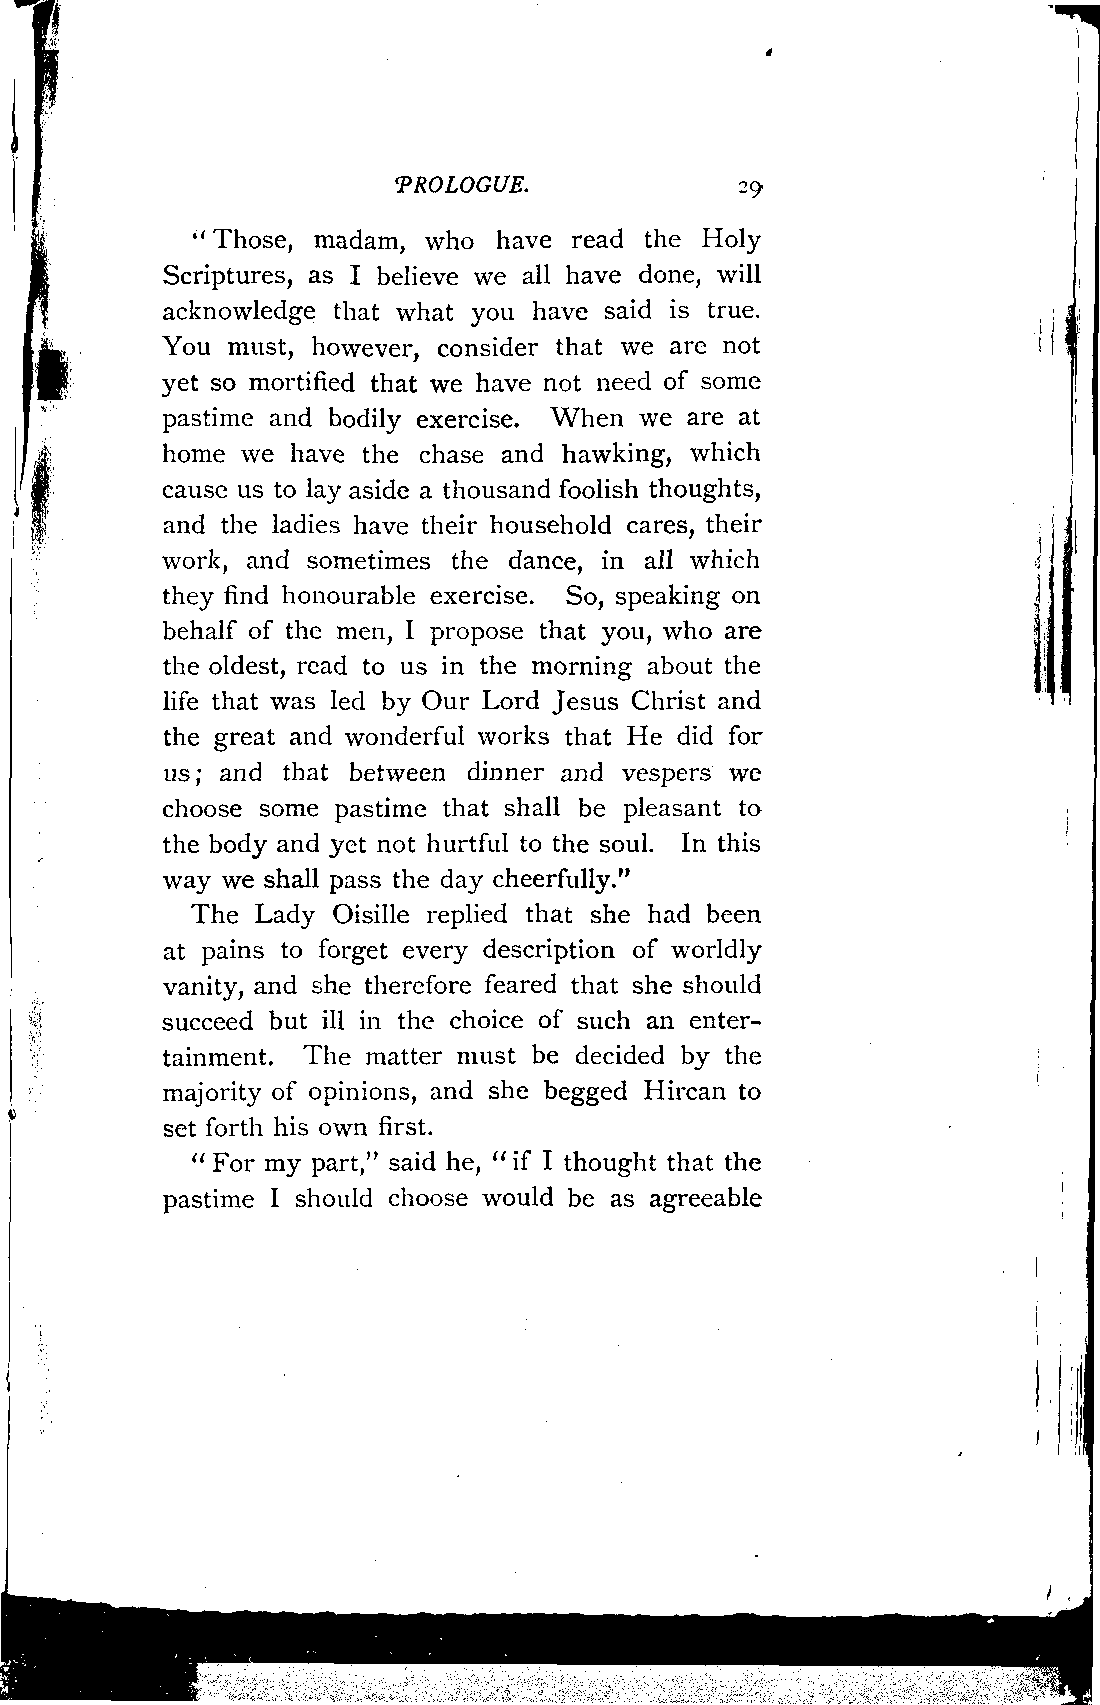 PROLOGUE. 29
"Those, madam, who have read the Holy
Scriptures, as I believe we all have done, will
acknowledge that what you have said is true.
You must, however, consider that we are not
yet so mortified that we have not need of some
pastime and bodily exercise. When we are at
home we have the chase and hawking, which
cause us to lay aside a thousand foolish thoughts,
and the ladies have their household cares, their
work, and sometimes the dance, in all which
they find honourable exercise. So, speaking on
behalf of the men, I propose that you, who are
the oldest, read to us in the morning about the
life that was led by Our Lord Jesus Christ and
the great and wonderful works that He did for
us; and that between dinner and vespers we
choose some pastime that shall be pleasant to
the body and yet not hurtful to the soul. In this
way we shall pass the day cheerfully."
The Lady Oisille replied that she had been
at pains to forget every description of worldly
vanity, and she therefore feared that she should
succeed but ill in the choice of such an enter-
tainment. The matter must be decided by the
majority of opinions, and she begged Hircan to
set forth his own first.
"For my part," said he, "if I thought that the
pastime I should choose would be as agreeable